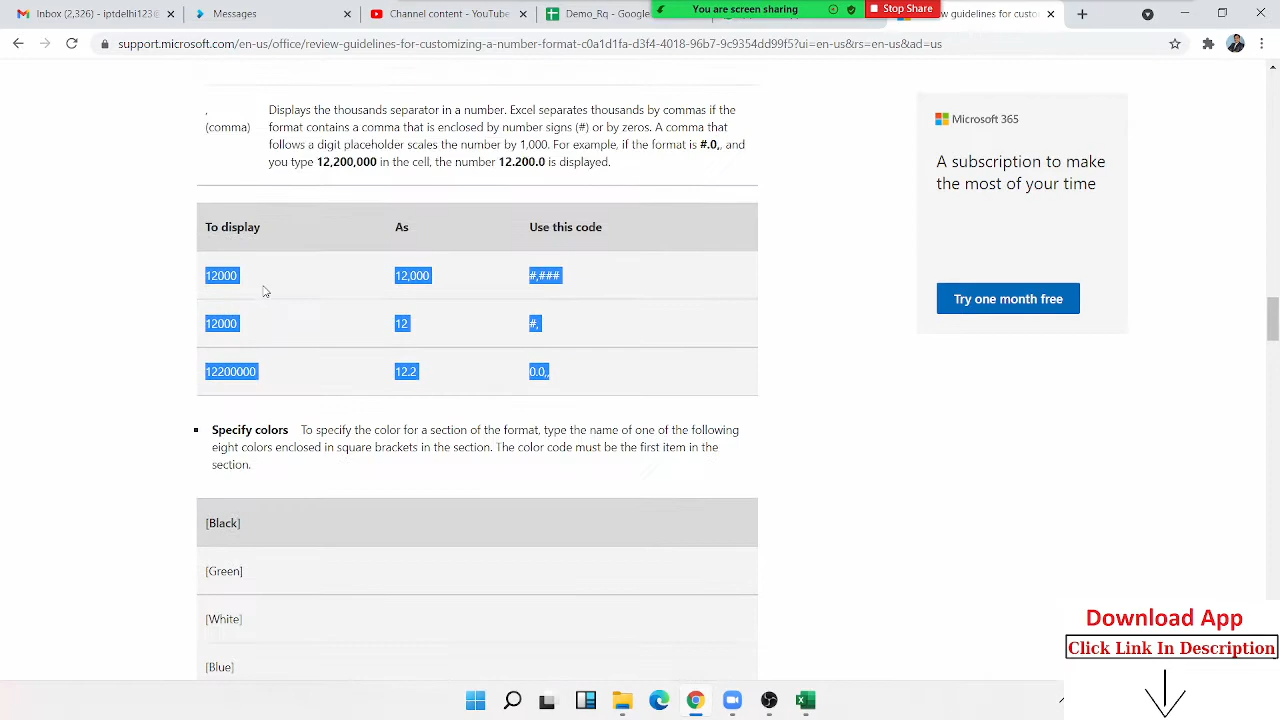 Inbox (2,326) - iptele123@
Messages
Channel content - YouTube
Demo_Rq - Google
You are screen sharing
Stop Share
w guidelines for custo
support.microsoft.com/en-us/office/review-guidelines-for-customizing-a-number-format-c0a1d1fa-d3f4-4018-96b7-9c9354dd99f5?ui=en-us&rs=en-us&ad=us
,
(comma)
Displays the thousands separator in a number. Excel separates thousands by commas if the
format contains a comma that is enclosed by number signs (#) or by zeros. A comma that
follows a digit placeholder scales the number by 1,000. For example, if the format is #.0,, and
you type 12,200,000 in the cell, the number 12.200.0 is displayed.
To display As Use this code
12000 12,000 #,###
12000 12 #,
12200000 12.2 0.0,,
Specify colors To specify the color for a section of the format, type the name of one of the following
eight colors enclosed in square brackets in the section. The color code must be the first item in the
section.
[Black]
[Green]
[White]
[Blue]
Microsoft 365
A subscription to make
the most of your time
Try one month free
Download App
Click Link In Description